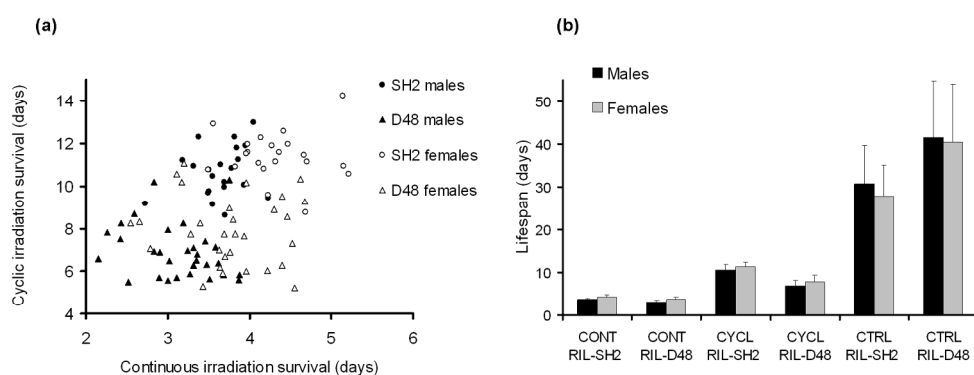 (a)
Cyclic irradiation survival (days)
14
12
10
8
6
4
2
3
4
5
6
Continuous irradiation survival (days)
SH2 males
D48 males
SH2 females
D48 females
(b)
Males
Females
Lifespan (days)
50
40
30
20
10
0
CONT RIL-SH2
CONT RIL-D48
CYCL RIL-SH2
CYCL RIL-D48
CTRL RIL-SH2
CTRL RIL-D48